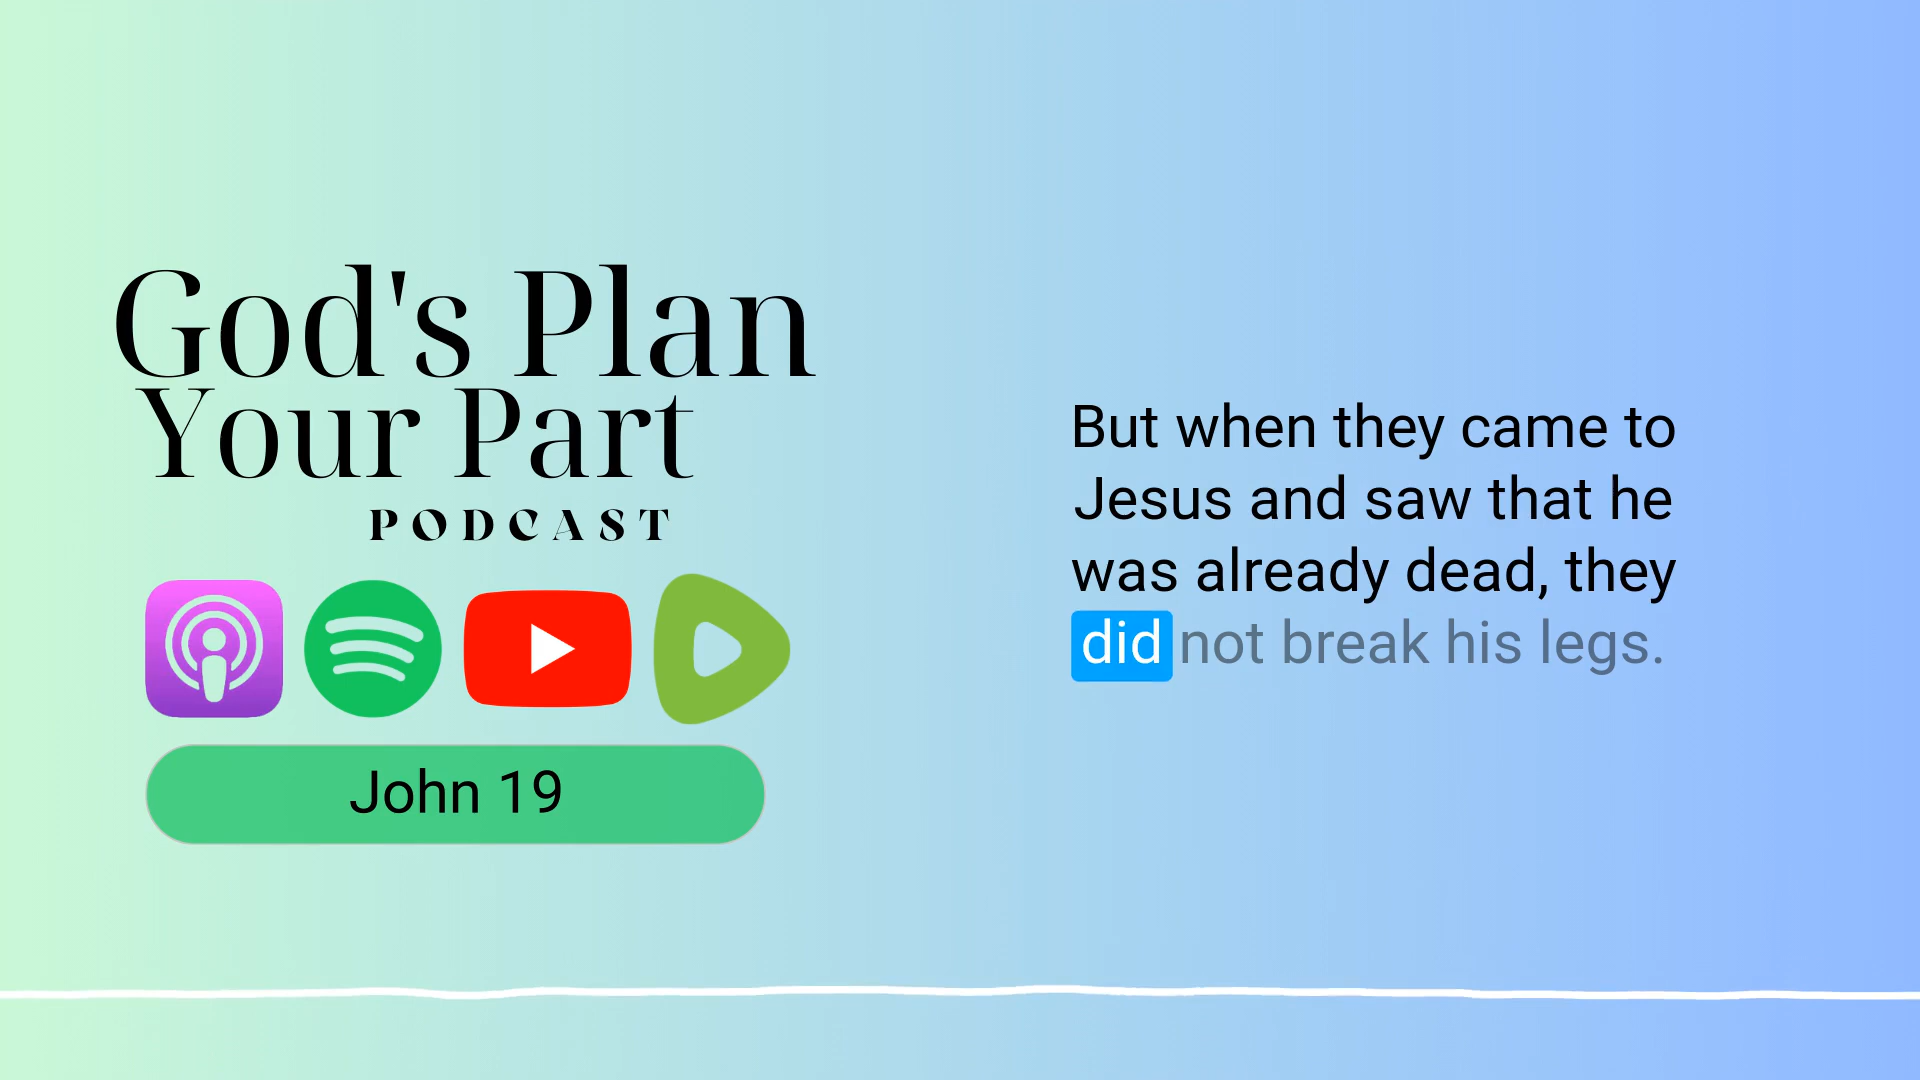 God's Plan
Your Part
PODCAST
John 19
But when they came to
Jesus and saw that he
was already dead, they
did not break his legs.